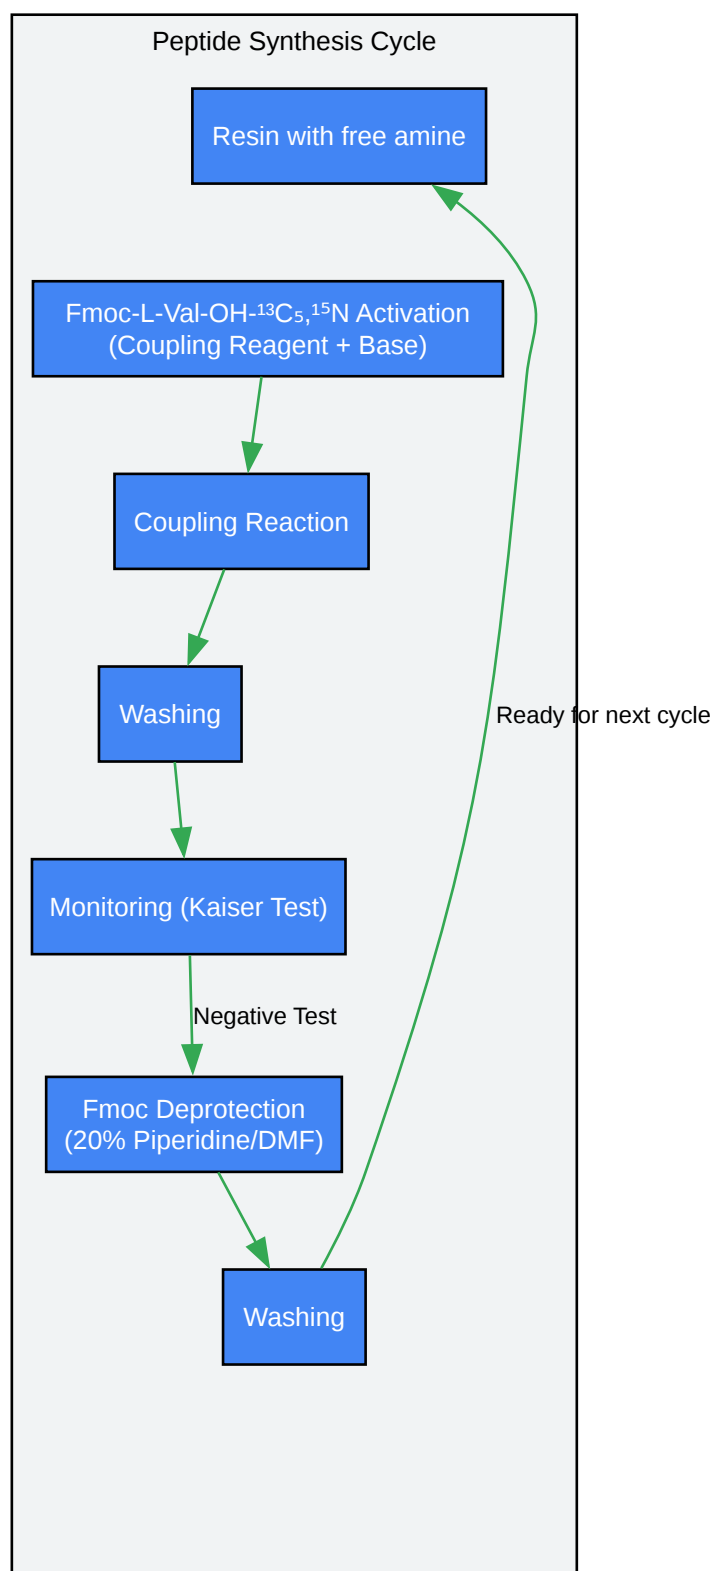 Peptide Synthesis Cycle
Resin with free amine
Fmoc-L-Val-OH-¹³C₅,¹⁵N Activation
(Coupling Reagent + Base)
Coupling Reaction
Washing
Ready for next cycle
Monitoring (Kaiser Test)
Negative Test
Fmoc Deprotection
(20% Piperidine/DMF)
Washing